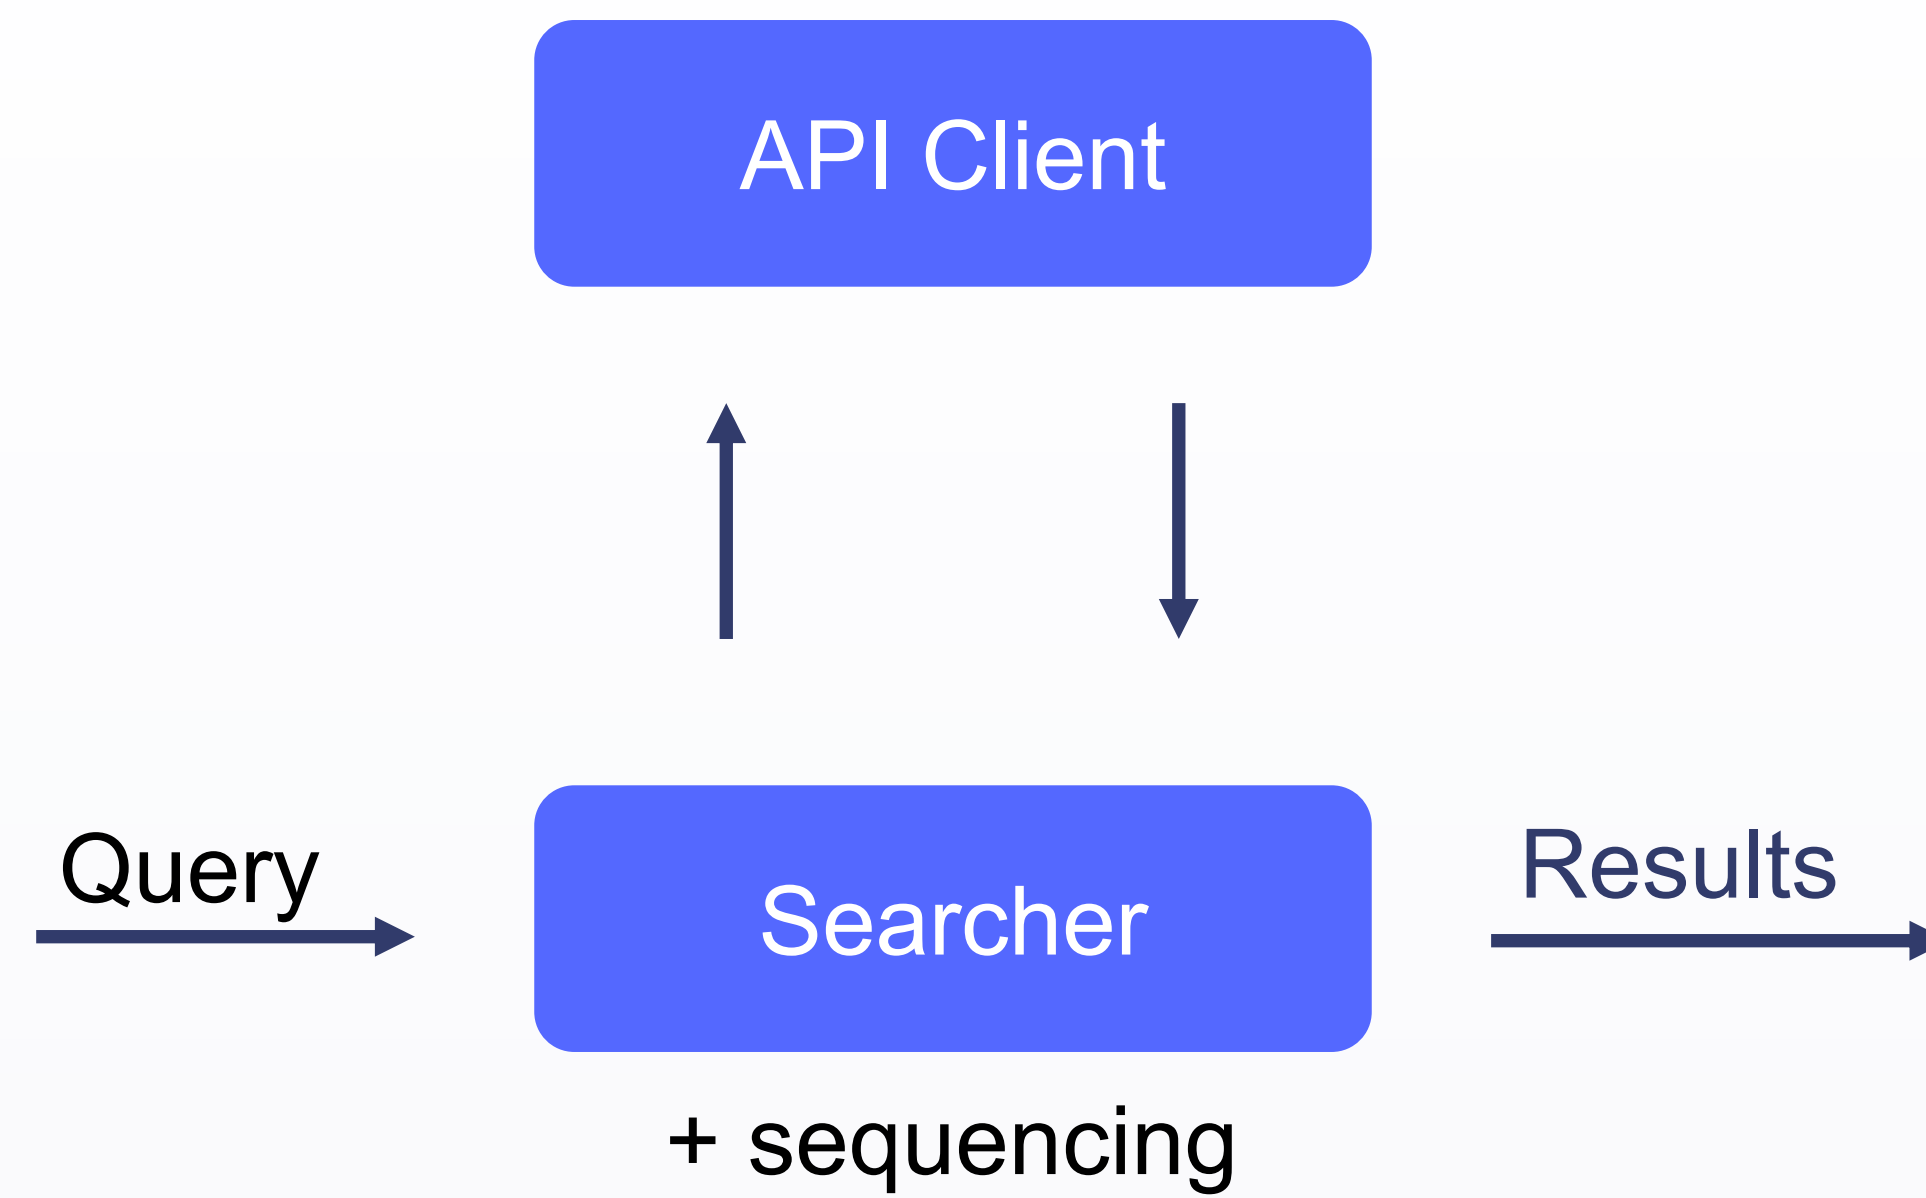 API Client
Query
Searcher
Results
+ sequencing